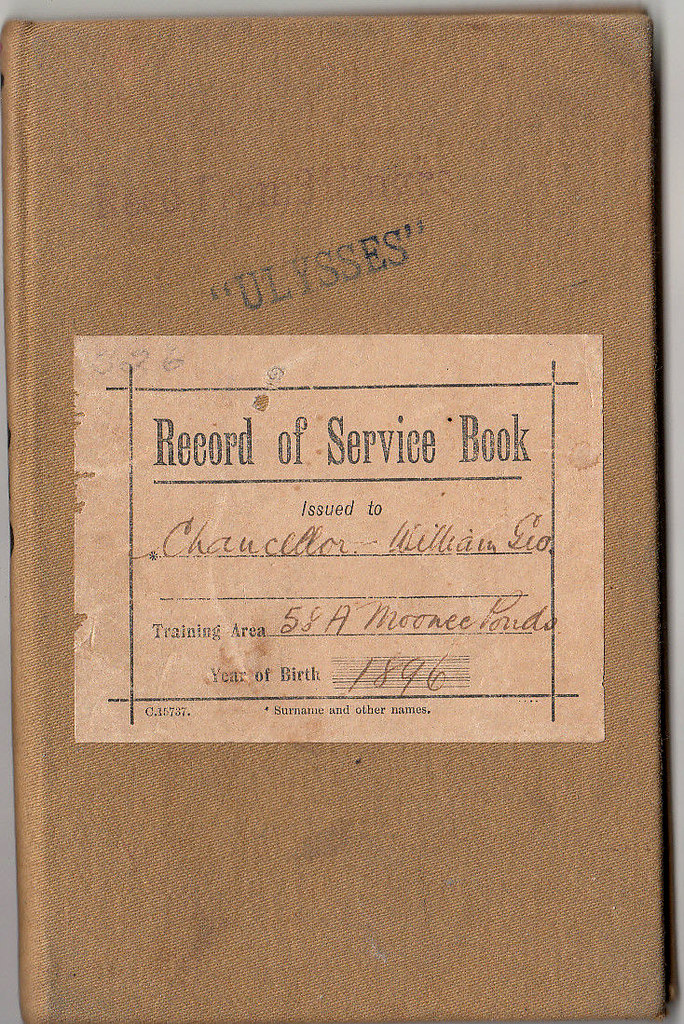 "ULYSSES"
326
Record of Service Book
Issued to
* Chancellor - William Geo.
Training Area 58A Moonee Ponds
Year of Birth 1896
C.15737. * Surname and other names.